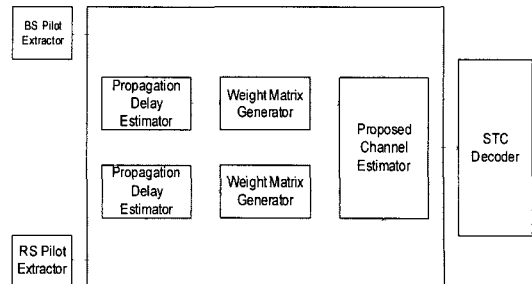 BS Pilot
Extractor
Propagation
Delay
Estimator
Weight Matrix
Generator
Propagation
Delay
Estimator
Weight Matrix
Generator
Proposed
Channel
Estimator
STC
Decoder
RS Pilot
Extractor